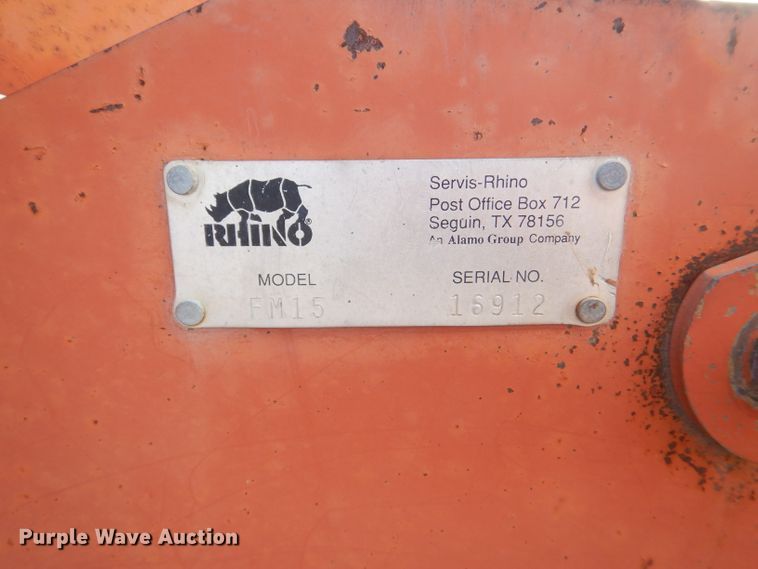 RHINO®
Servis-Rhino
Post Office Box 712
Seguin, TX 78156
An Alamo Group Company
MODEL
FM15
SERIAL NO.
16912
Purple Wave Auction